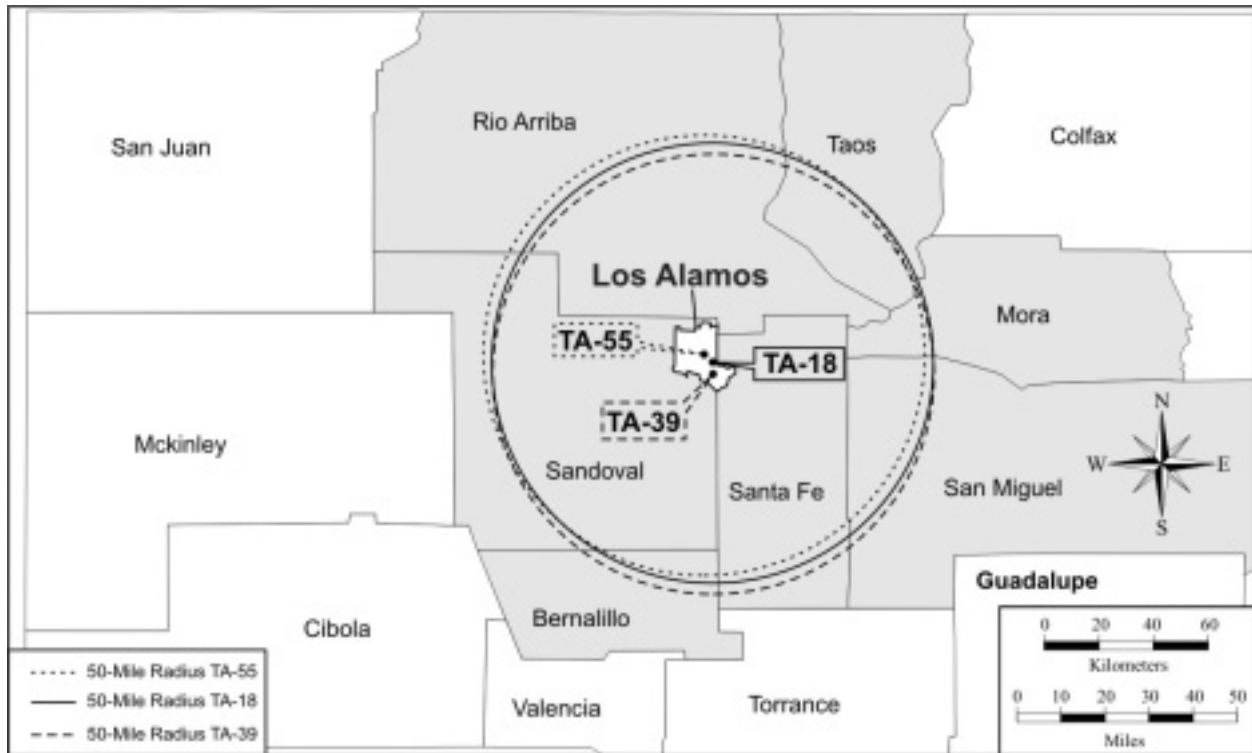 San Juan
Rio Arriba
Taos
Colfax
Los Alamos
Mora
TA-55
TA-18
TA-39
Mckinley
Sandoval
Santa Fe
San Miguel
N
W E
S
Guadalupe
Cibola
Bernalillo
Valencia
Torrance
50-Mile Radius TA-55
50-Mile Radius TA-18
50-Mile Radius TA-39
0 20 40 60
Kilometers
0 10 20 30 40 50
Miles